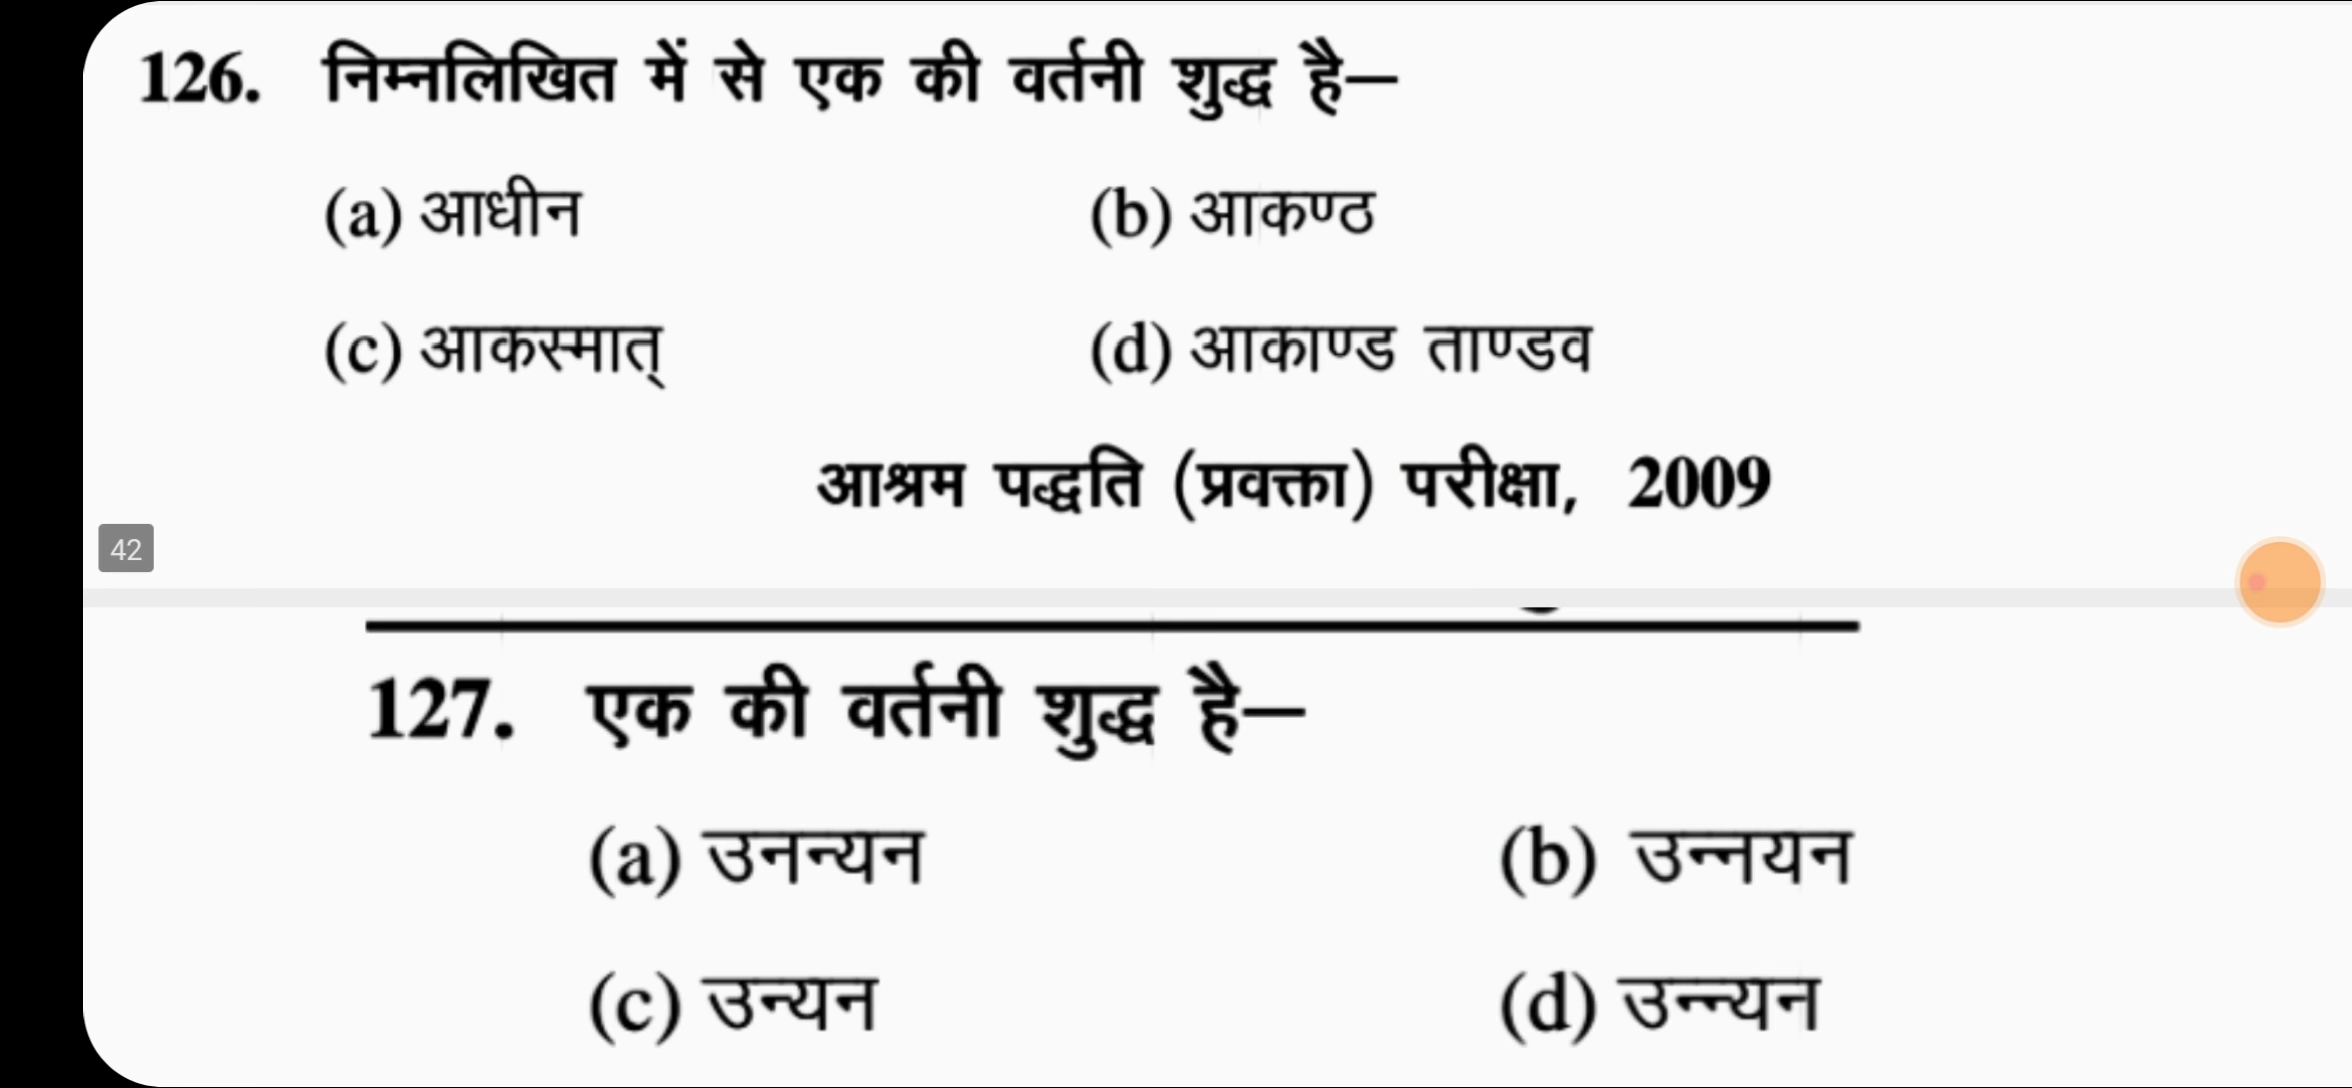 126. निम्नलिखित में से एक की वर्तनी शुद्ध है—
(a) आधीन (b) आकण्ठ
(c) आकस्मात् (d) आकाण्ड ताण्डव
आश्रम पद्धति (प्रवक्ता) परीक्षा, 2009
42
127. एक की वर्तनी शुद्ध है—
(a) उनन्यन (b) उन्नयन
(c) उन्यन (d) उन्न्यन